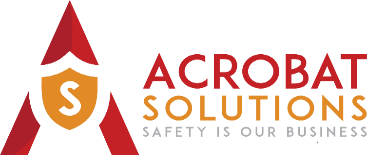 S
ACROBAT
SOLUTIONS
SAFETY IS OUR BUSINESS